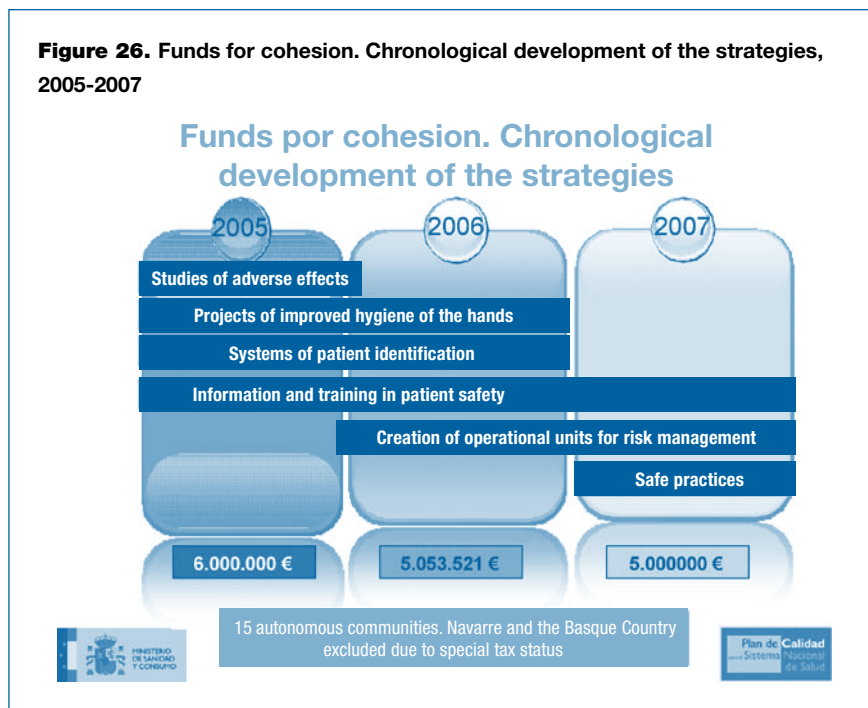 Figure 26. Funds for cohesion. Chronological development of the strategies,
2005-2007
Funds por cohesion. Chronological
development of the strategies
2005
2006
2007
Studies of adverse effects
Projects of improved hygiene of the hands
Systems of patient identification
Information and training in patient safety
Creation of operational units for risk management
Safe practices
6.000.000 €
5.053.521 €
5.000000 €
15 autonomous communities. Navarre and the Basque Country
excluded due to special tax status
MINISTERIO
DE SANIDAD
Y CONSUMO
Plan de Calidad
Sistema Nacional
de Salud